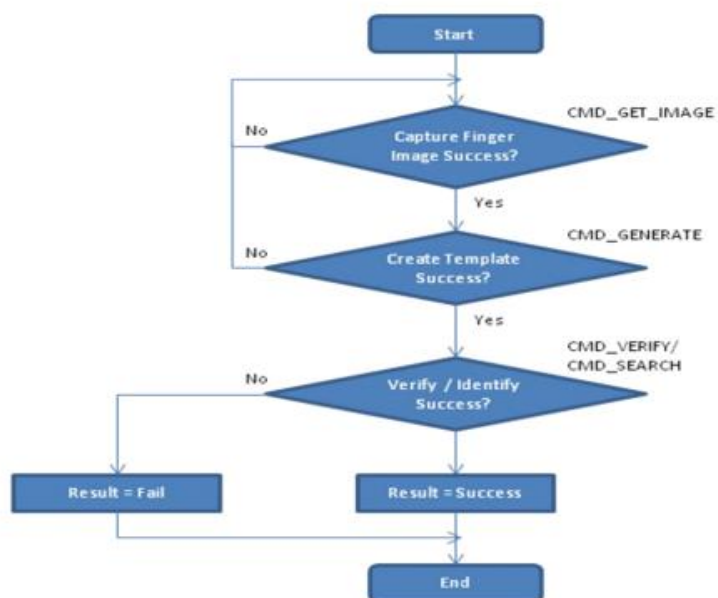 Start
CMD_GET_IMAGE
No
Capture Finger
Image Success?
Yes
CMD_GENERATE
No
Create Template
Success?
Yes
CMD_VERIFY/
CMD_SEARCH
No
Verify / Identify
Success?
Result = Fail
Result = Success
End